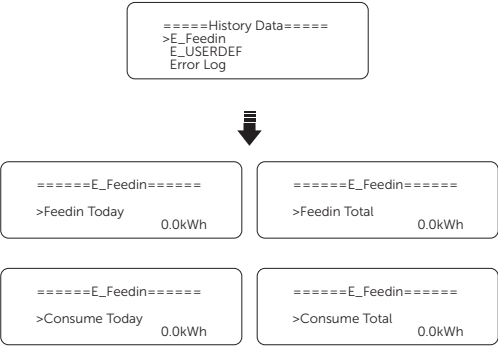 =====History Data=====
>E_Feedin
E_USERDEF
Error Log
======E_Feedin======
>Feedin Today
0.0kWh
======E_Feedin======
>Feedin Total
0.0kWh
======E_Feedin======
>Consume Today
0.0kWh
======E_Feedin======
>Consume Total
0.0kWh